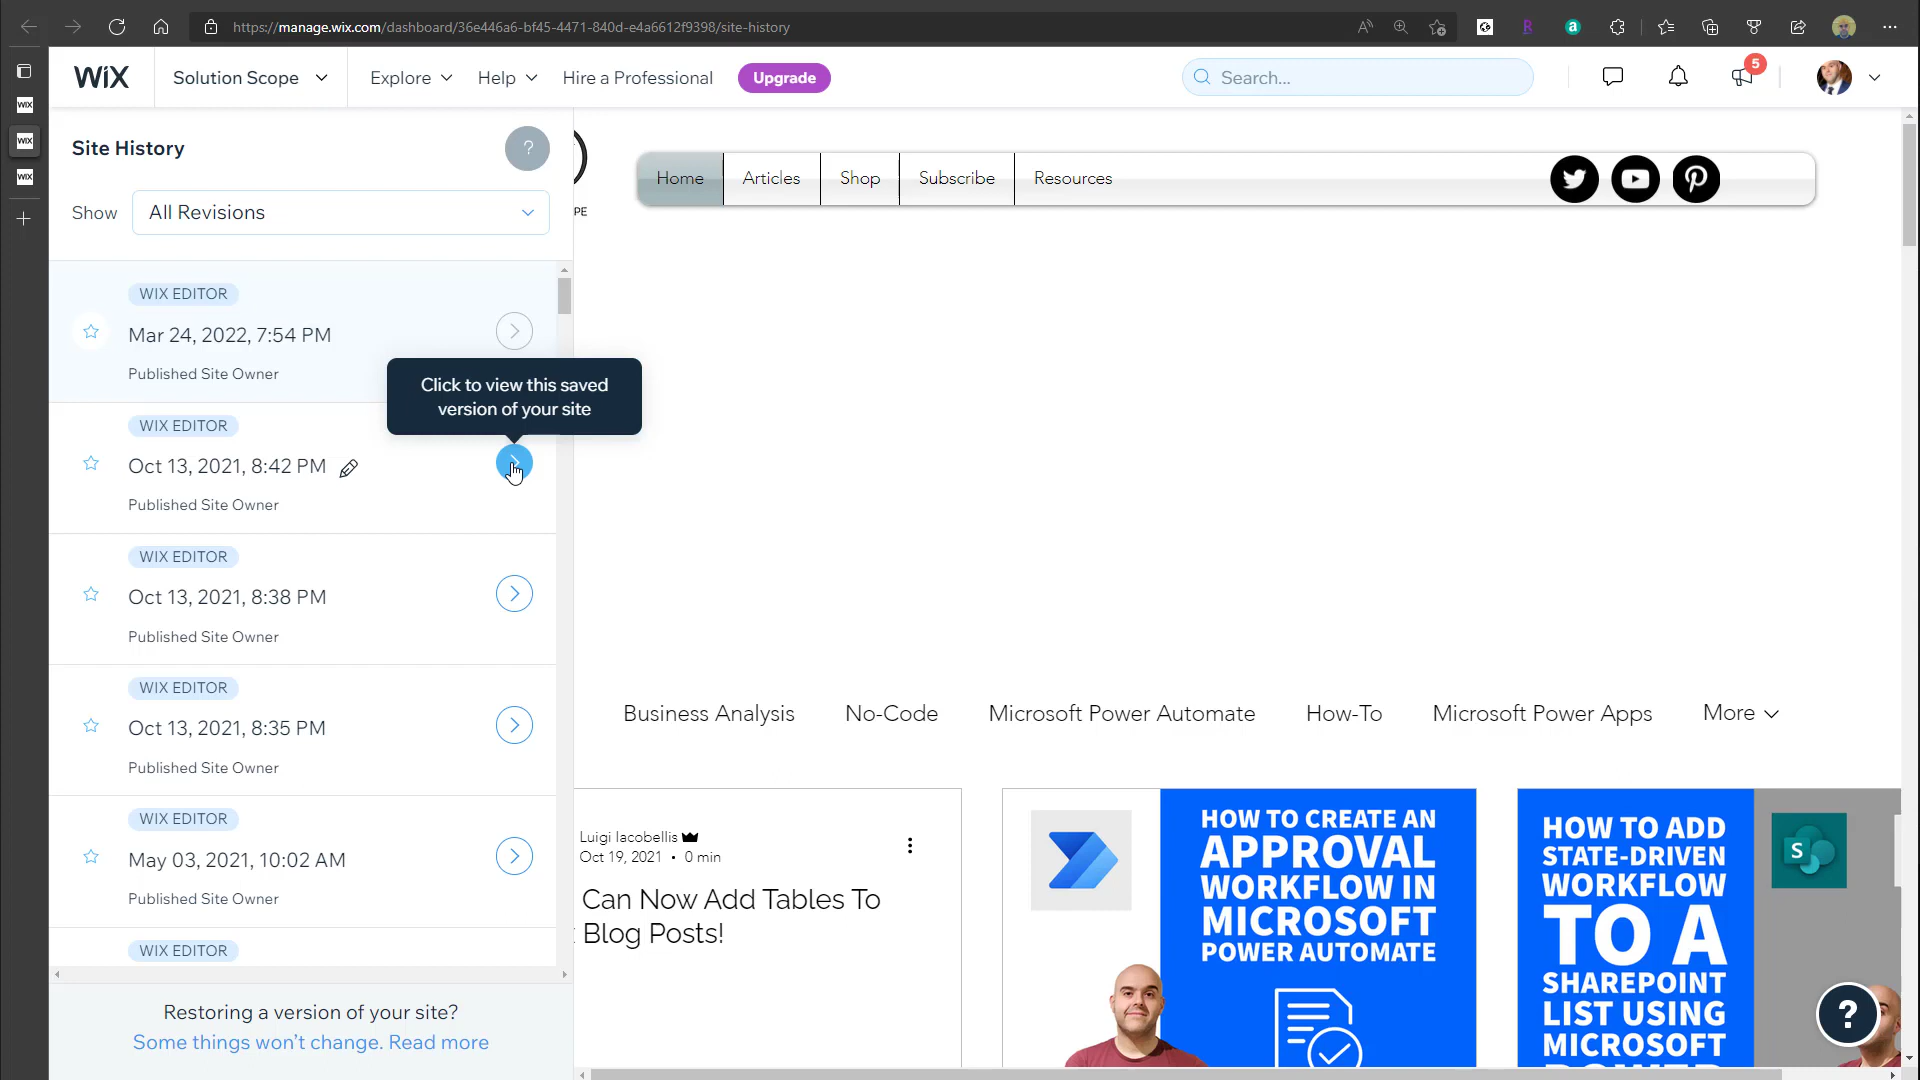 https://manage.wix.com/dashboard/36e446a6-bf45-4471-840d-e4a6612f9398/site-history
WiX
Solution Scope
Explore
Help
Hire a Professional
Upgrade
Search...
5
Site History
?
Show
All Revisions
WIX EDITOR
Mar 24, 2022, 7:54 PM
Published Site Owner
Click to view this saved
version of your site
WIX EDITOR
Oct 13, 2021, 8:42 PM
Published Site Owner
WIX EDITOR
Oct 13, 2021, 8:38 PM
Published Site Owner
WIX EDITOR
Oct 13, 2021, 8:35 PM
Published Site Owner
WIX EDITOR
May 03, 2021, 10:02 AM
Published Site Owner
WIX EDITOR
Restoring a version of your site?
Some things won't change. Read more
PE
Home
Articles
Shop
Subscribe
Resources
Business Analysis
No-Code
Microsoft Power Automate
How-To
Microsoft Power Apps
More
Luigi Iacobellis
Oct 19, 2021 • 0 min
Can Now Add Tables To
Blog Posts!
HOW TO CREATE AN
APPROVAL
WORKFLOW IN
MICROSOFT
POWER AUTOMATE
HOW TO ADD
STATE-DRIVEN
WORKFLOW
TO A
SHAREPOINT
LIST USING
MICROSOFT
POWER
S
?